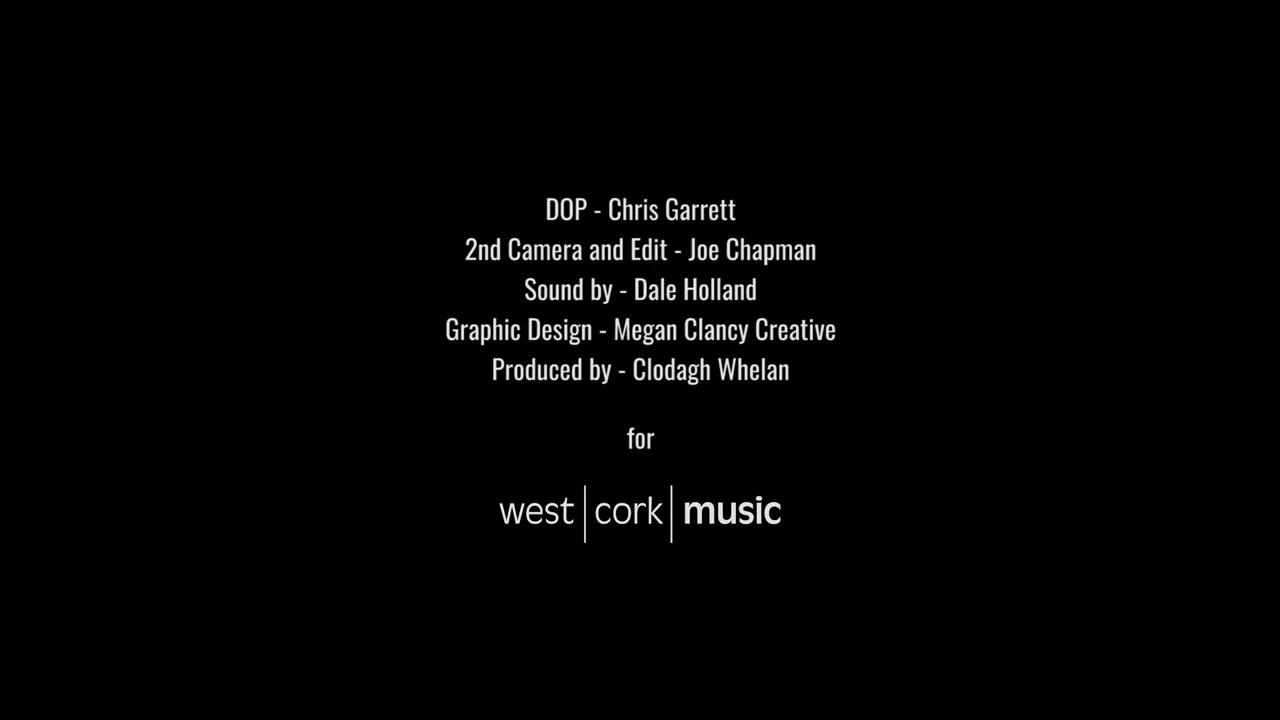 DOP - Chris Garrett
2nd Camera and Edit - Joe Chapman
Sound by - Dale Holland
Graphic Design - Megan Clancy Creative
Produced by - Clodagh Whelan
for
west | cork | music